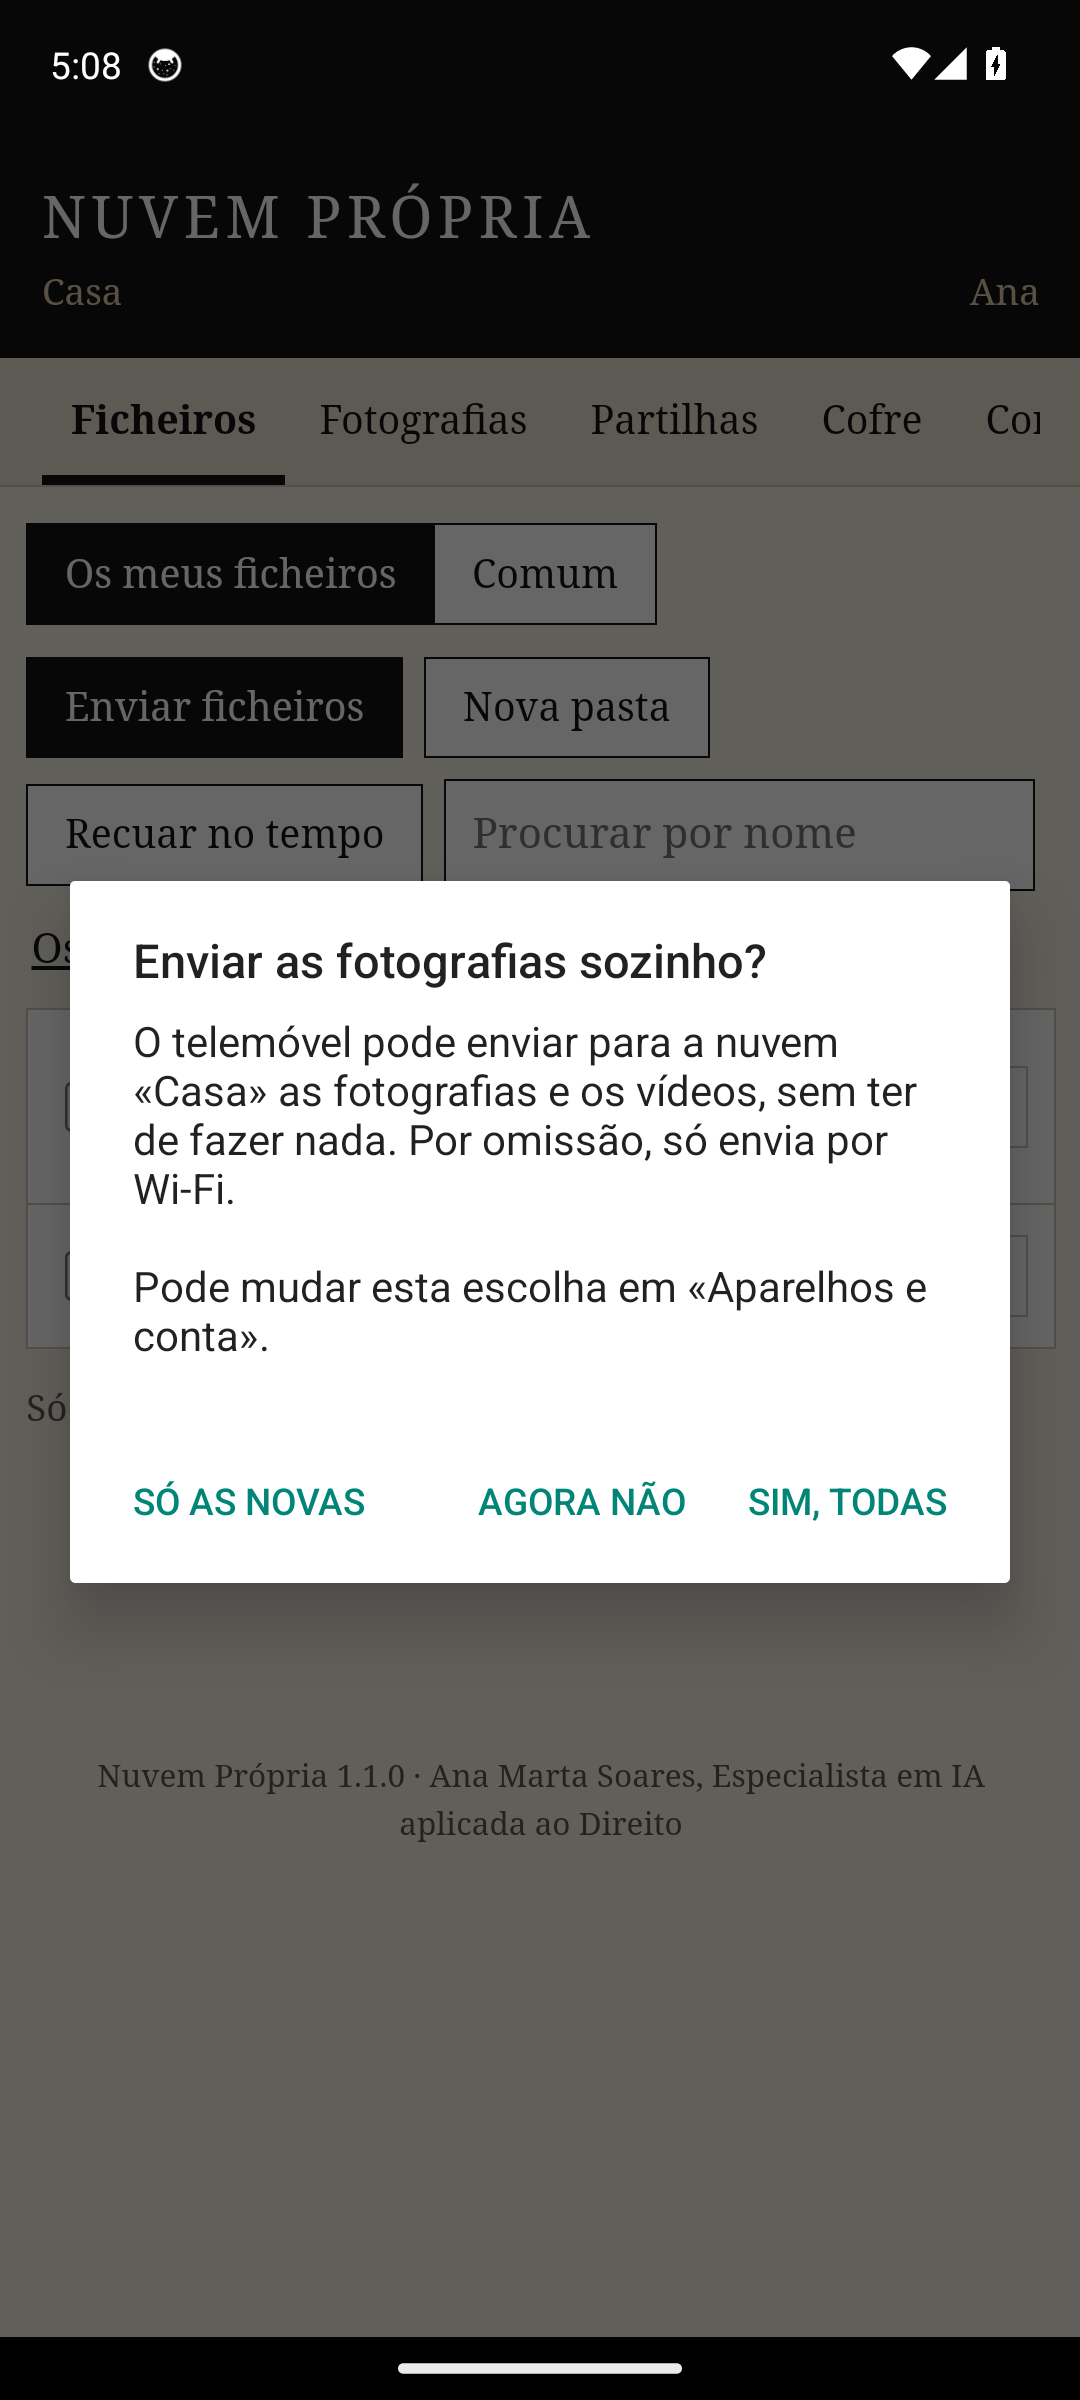 5:08
NUVEM PRÓPRIA
Casa
Ana
Ficheiros
Fotografias
Partilhas
Cofre
Os meus ficheiros
Comum
Enviar ficheiros
Nova pasta
Recuar no tempo
Procurar por nome
Os
Enviar as fotografias sozinho?
O telemóvel pode enviar para a nuvem
«Casa» as fotografias e os vídeos, sem ter
de fazer nada. Por omissão, só envia por
Wi-Fi.
Pode mudar esta escolha em «Aparelhos e
conta».
Só
SÓ AS NOVAS
AGORA NÃO
SIM, TODAS
Nuvem Própria 1.1.0 · Ana Marta Soares, Especialista em IA
aplicada ao Direito